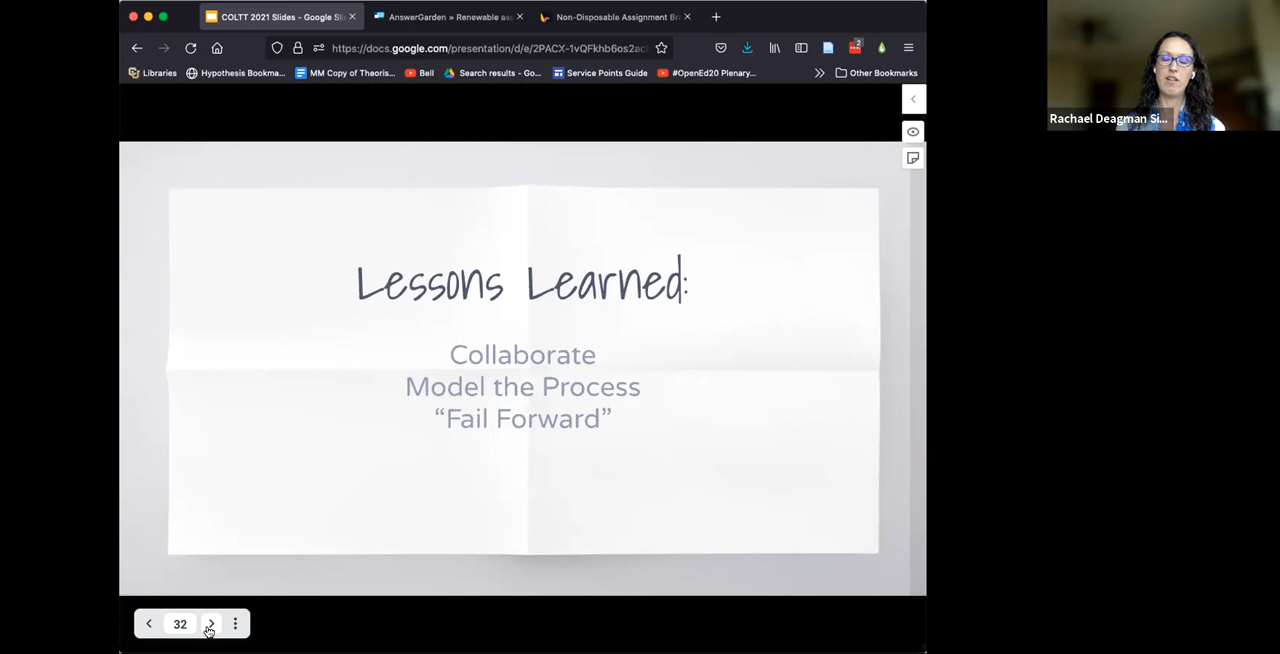 COLTT 2021 Slides - Google Sli
AnswerGarden » Renewable as
Non-Disposable Assignment Br
https://docs.google.com/presentation/d/e/2PACX-1vQFkhb6os2ac
2
Libraries
Hypothesis Bookma...
MM Copy of Theoris...
Bell
Search results - Go...
Service Points Guide
#OpenEd20 Plenary...
Other Bookmarks
Rachael Deagman Si...
Lessons Learned:
Collaborate
Model the Process
“Fail Forward”
32